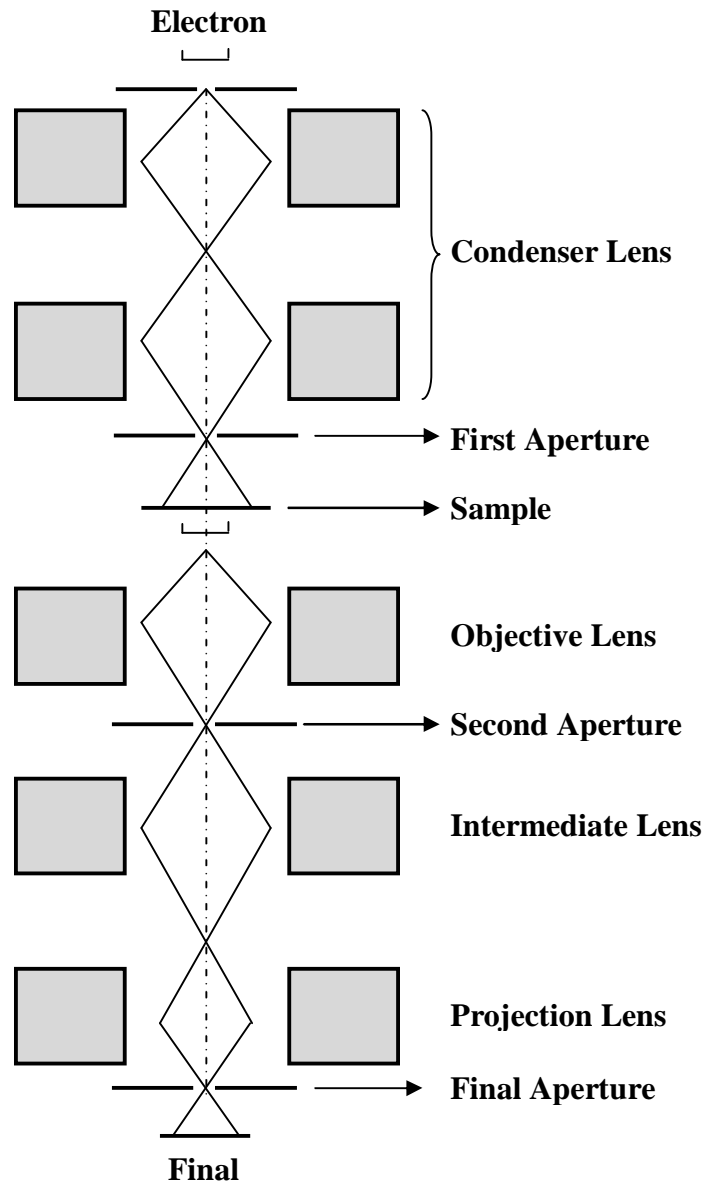 Electron
Condenser Lens
First Aperture
Sample
Objective Lens
Second Aperture
Intermediate Lens
Projection Lens
Final Aperture
Final